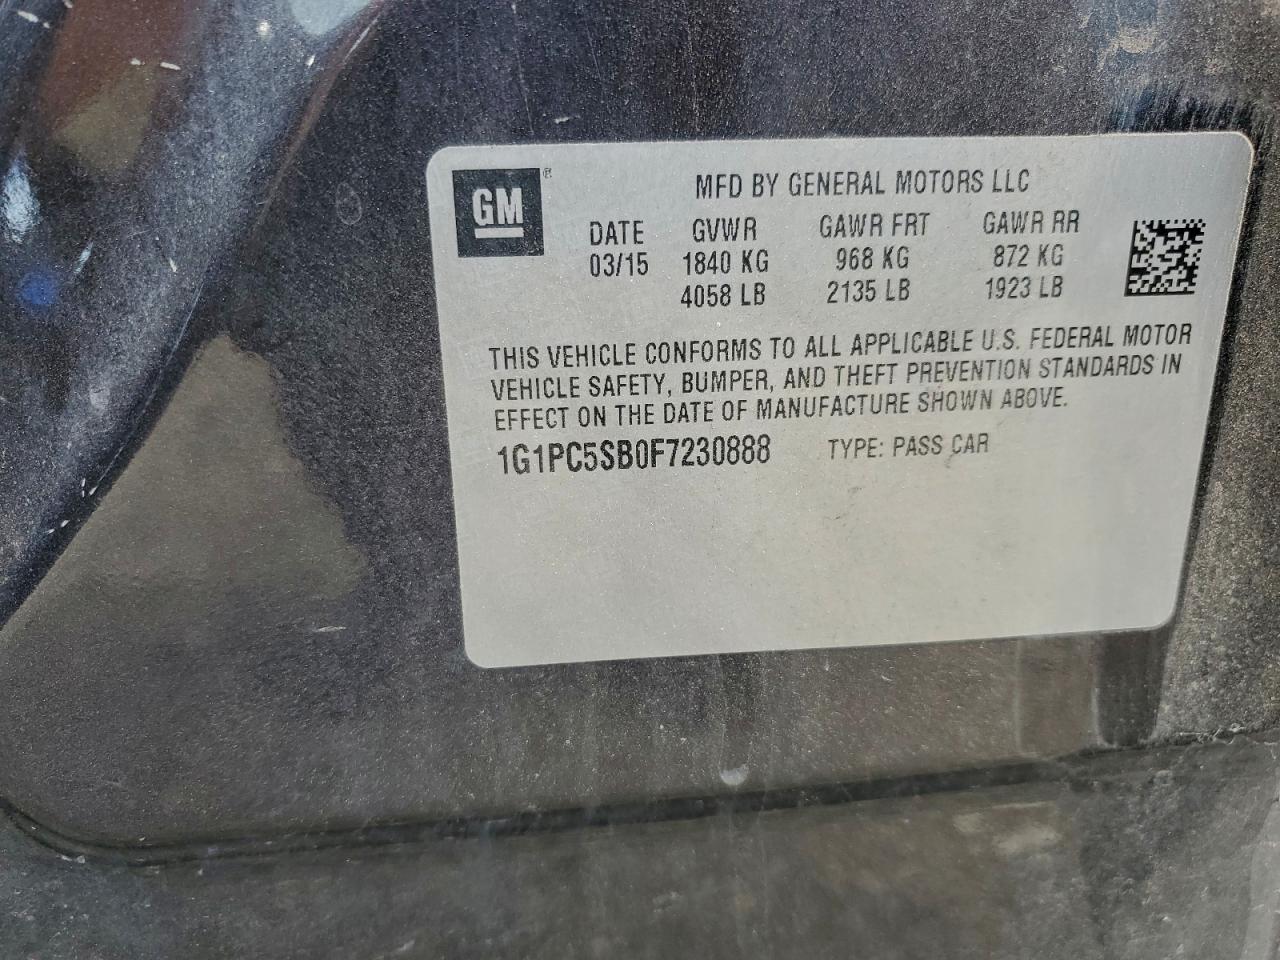 GM®
MFD BY GENERAL MOTORS LLC
DATE GVWR GAWR FRT GAWR RR
03/15 1840 KG 968 KG 872 KG
4058 LB 2135 LB 1923 LB
THIS VEHICLE CONFORMS TO ALL APPLICABLE U.S. FEDERAL MOTOR
VEHICLE SAFETY, BUMPER, AND THEFT PREVENTION STANDARDS IN
EFFECT ON THE DATE OF MANUFACTURE SHOWN ABOVE.
1G1PC5SB0F7230888 TYPE: PASS CAR